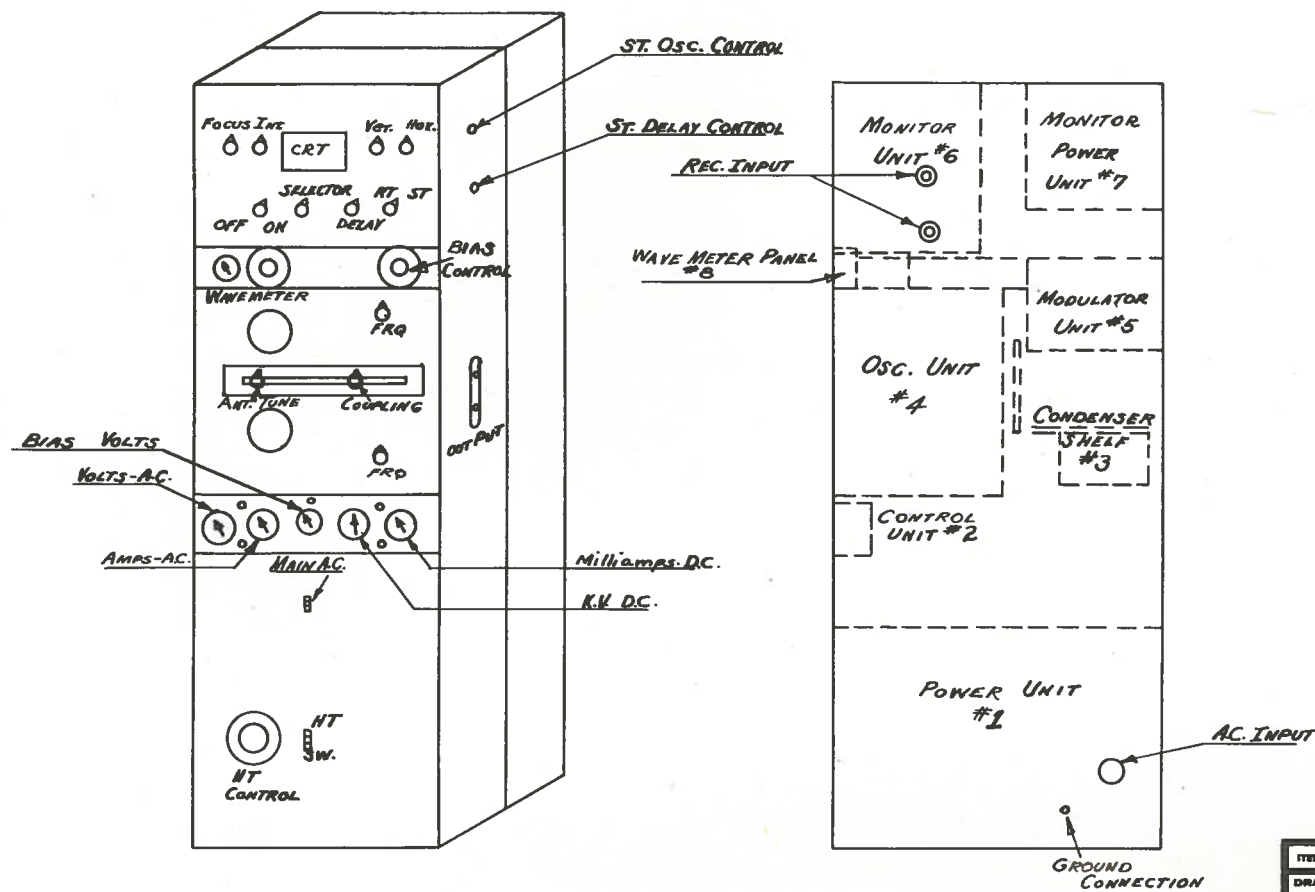 ST. OSC. CONTROL
ST. DELAY CONTROL
FOCUS INT.
VET. HOR.
CRT
SELECTOR
RT ST
OFF ON
DELAY
BIAS
CONTROL
WAVEMETER
FRQ
ANT. TUNE
COUPLING
OUT PUT
BIAS VOLTS
FRQ
VOLTS-A.C.
AMPS-A.C.
MAIN A.C.
Milliamps. D.C.
K.V. D.C.
HT
SW.
HT
CONTROL
MONITOR
UNIT #6
MONITOR
POWER
UNIT #7
REC. INPUT
WAVE METER PANEL
#8
MODULATOR
UNIT #5
OSC. UNIT
#4
CONDENSER
SHELF
#3
CONTROL
UNIT #2
POWER UNIT
#1
A.C. INPUT
GROUND
CONNECTION